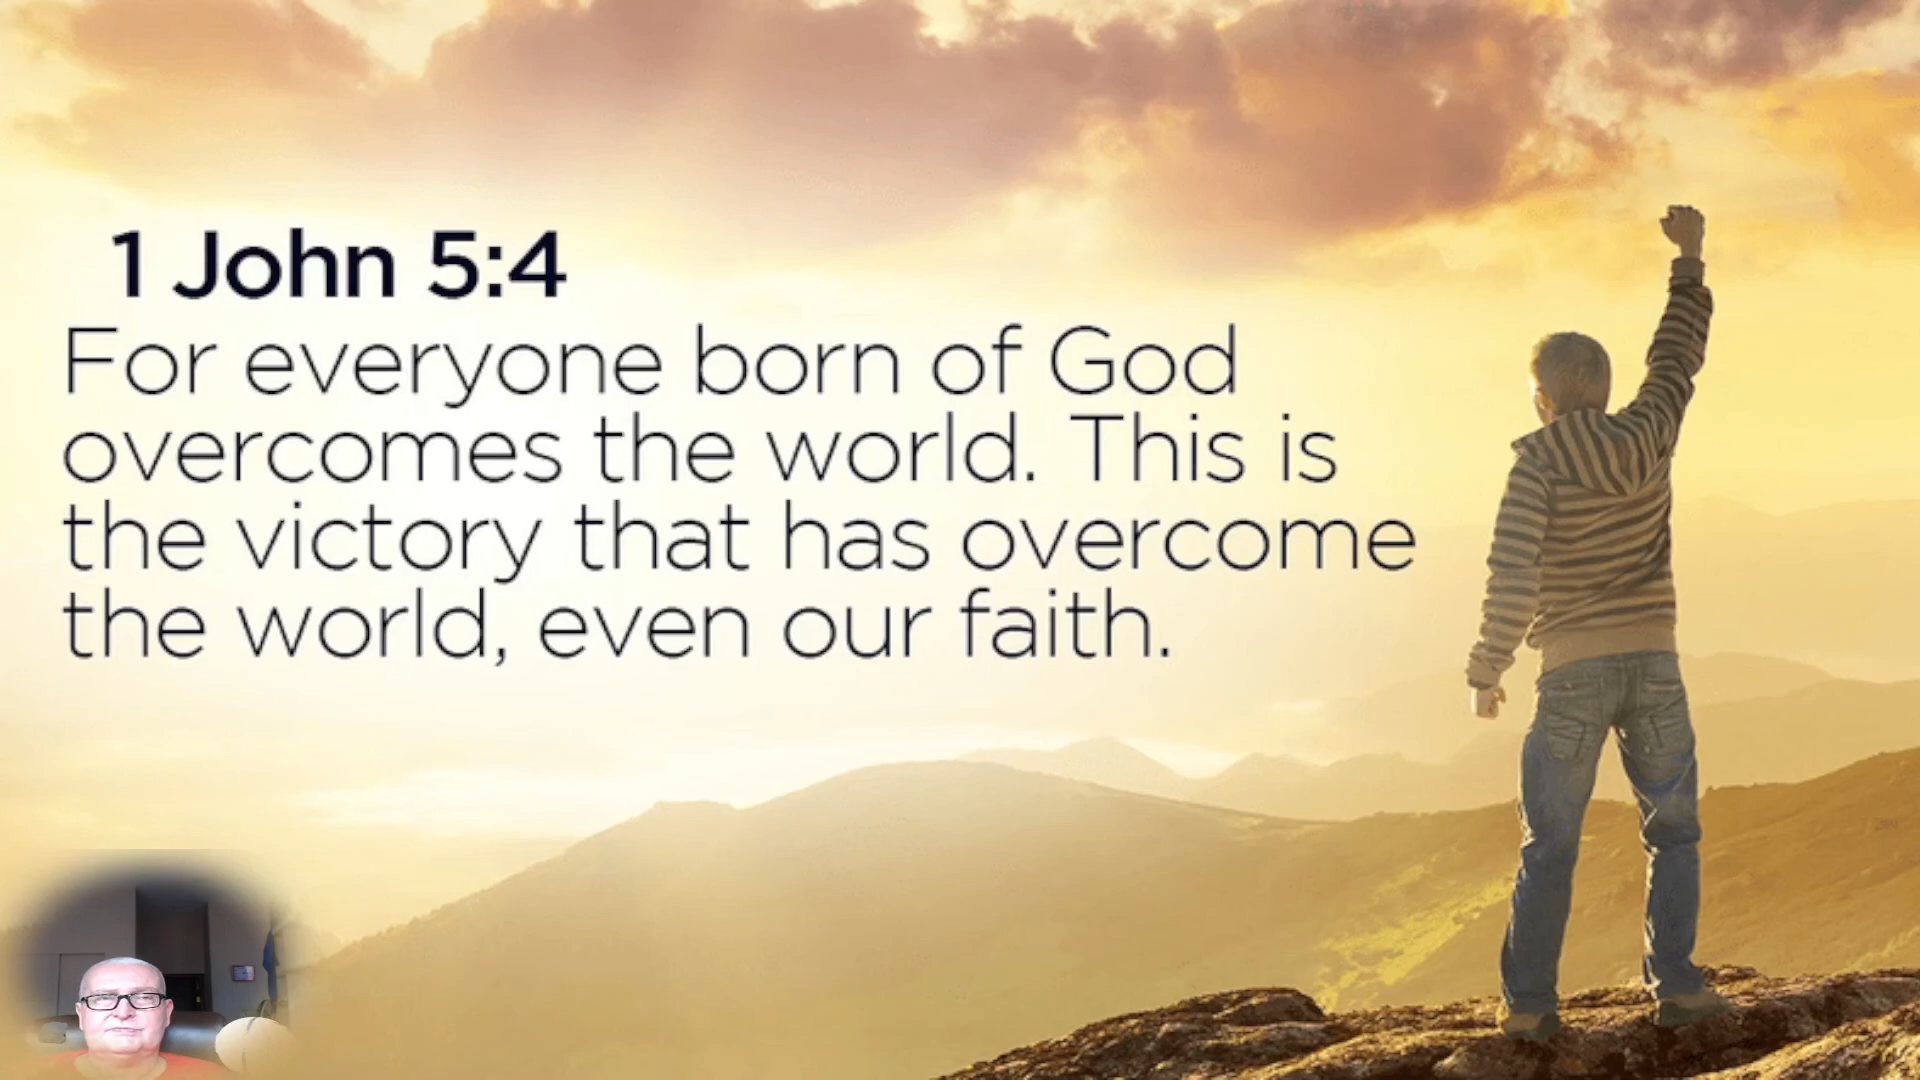 1 John 5:4
For everyone born of God
overcomes the world. This is
the victory that has overcome
the world, even our faith.